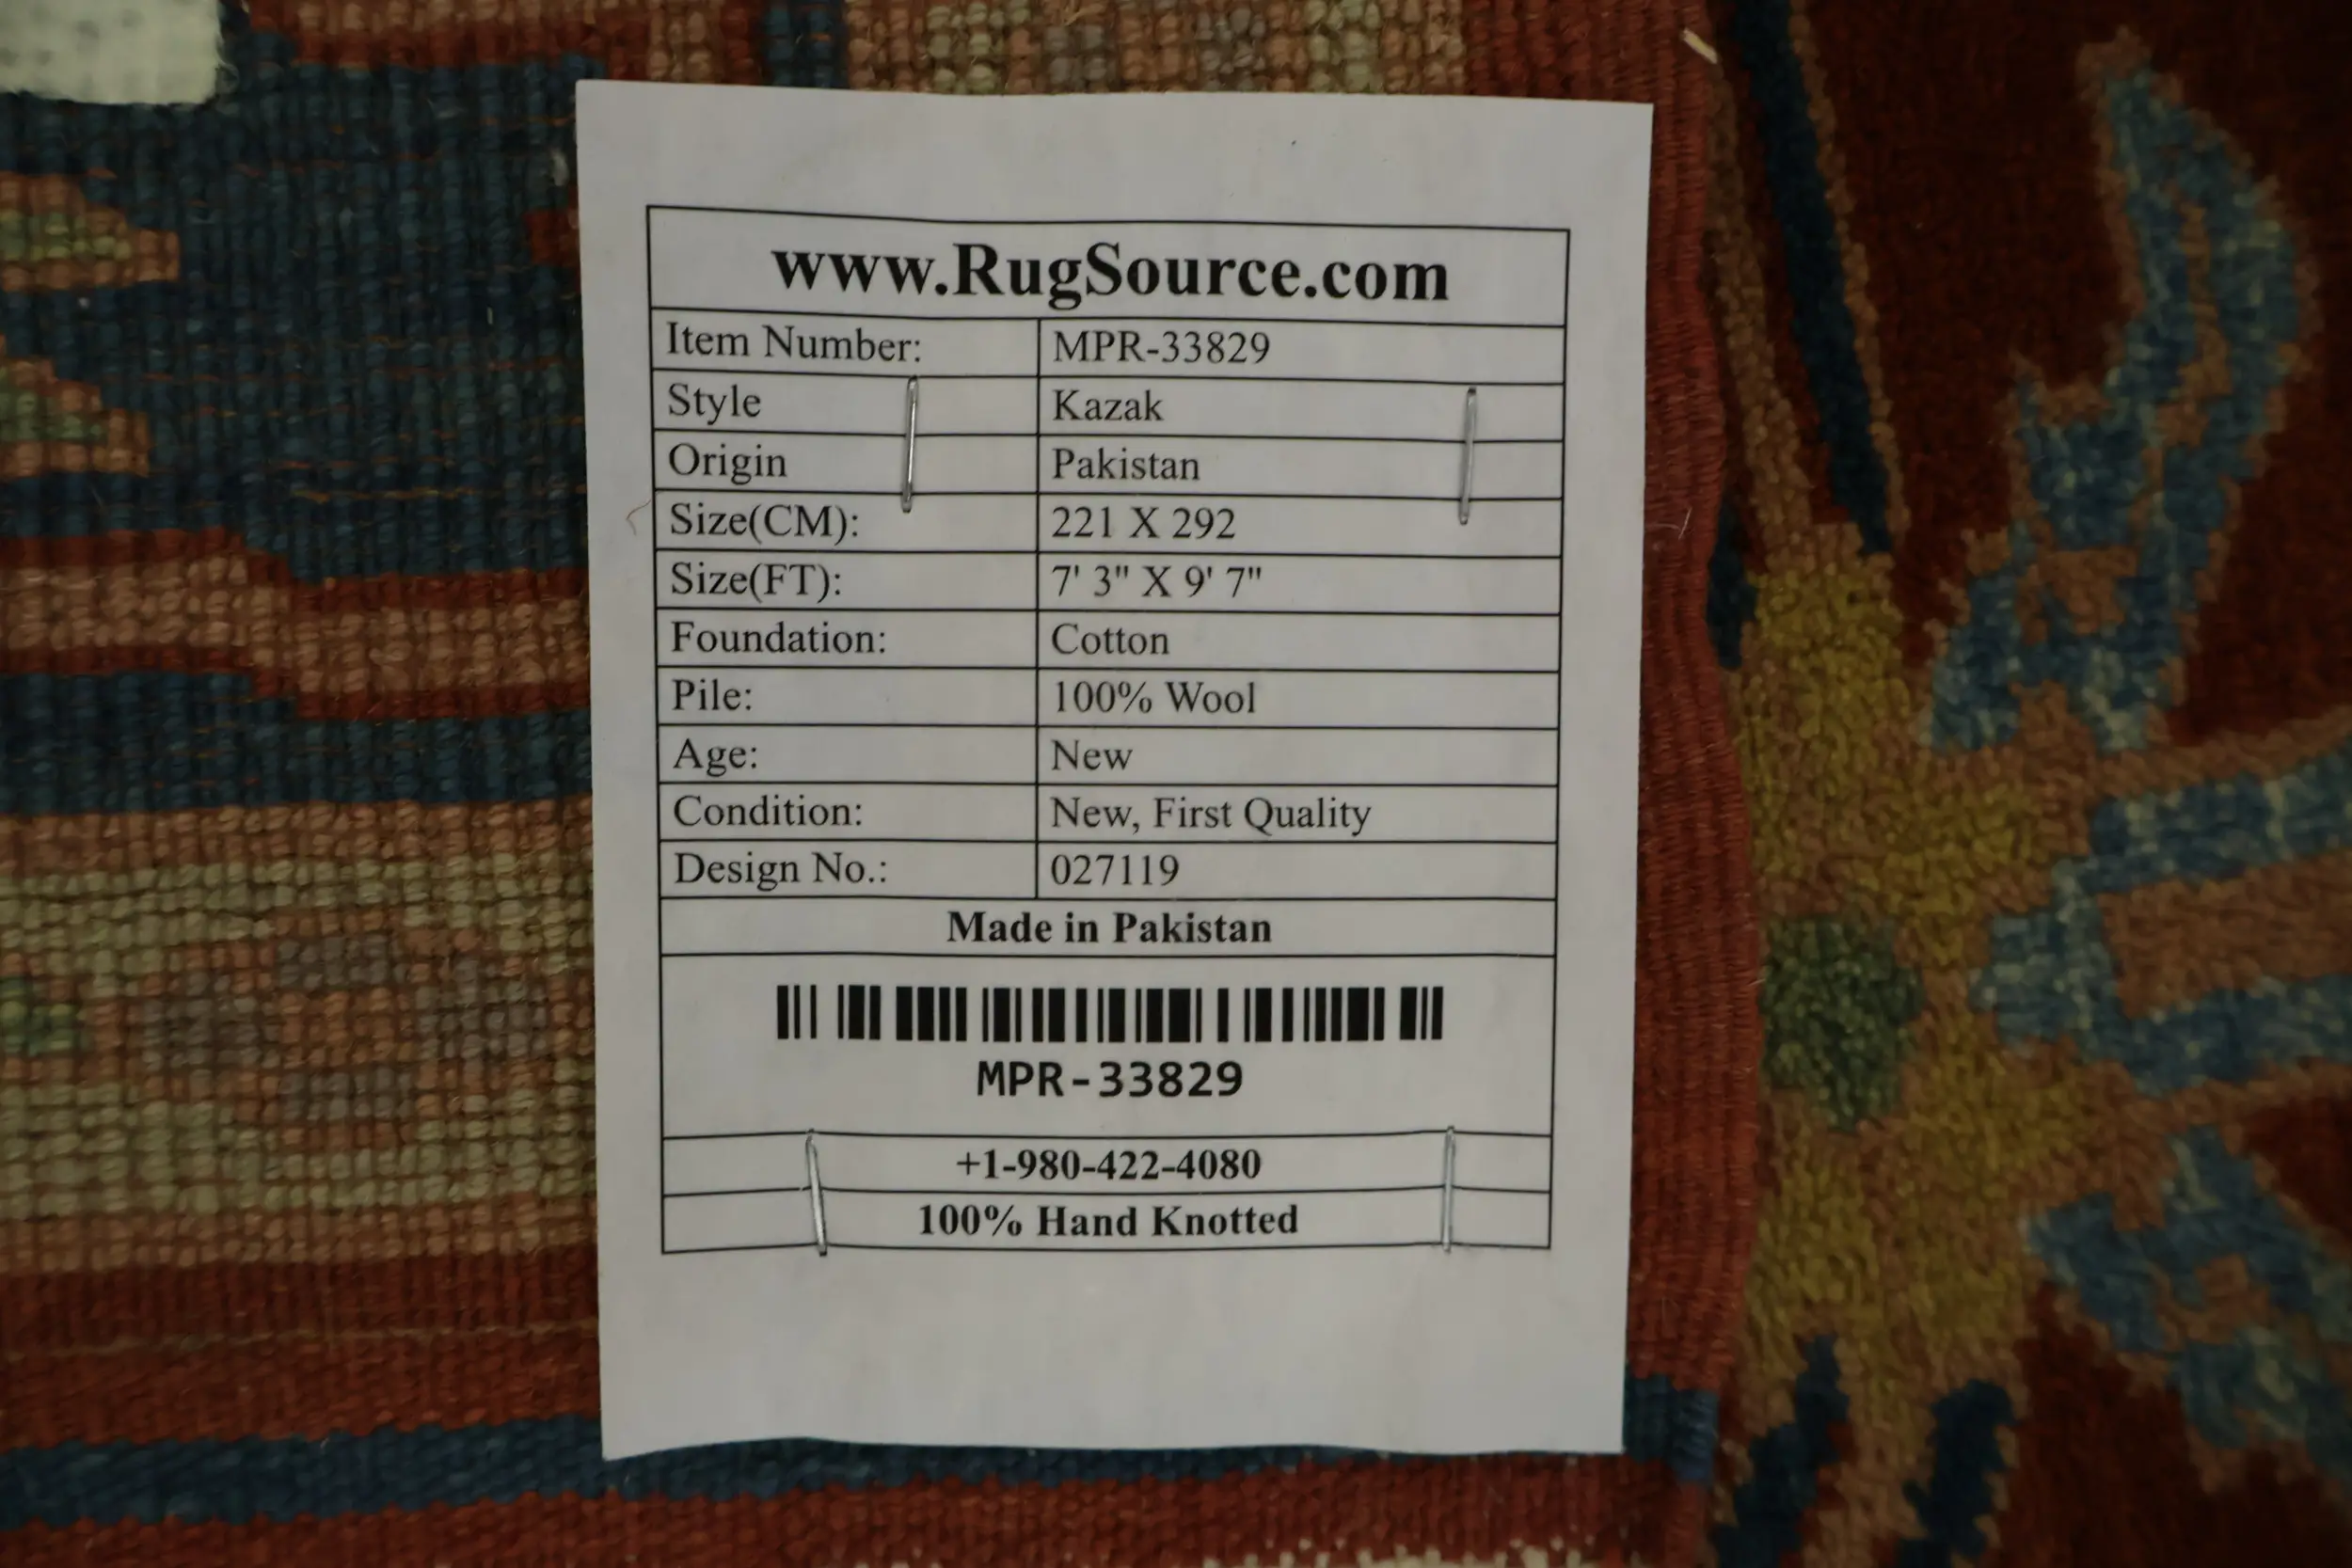 www.RugSource.com
Item Number: MPR-33829
Style Kazak
Origin Pakistan
Size(CM): 221 X 292
Size(FT): 7' 3" X 9' 7"
Foundation: Cotton
Pile: 100% Wool
Age: New
Condition: New, First Quality
Design No.: 027119
Made in Pakistan
MPR-33829
+1-980-422-4080
100% Hand Knotted